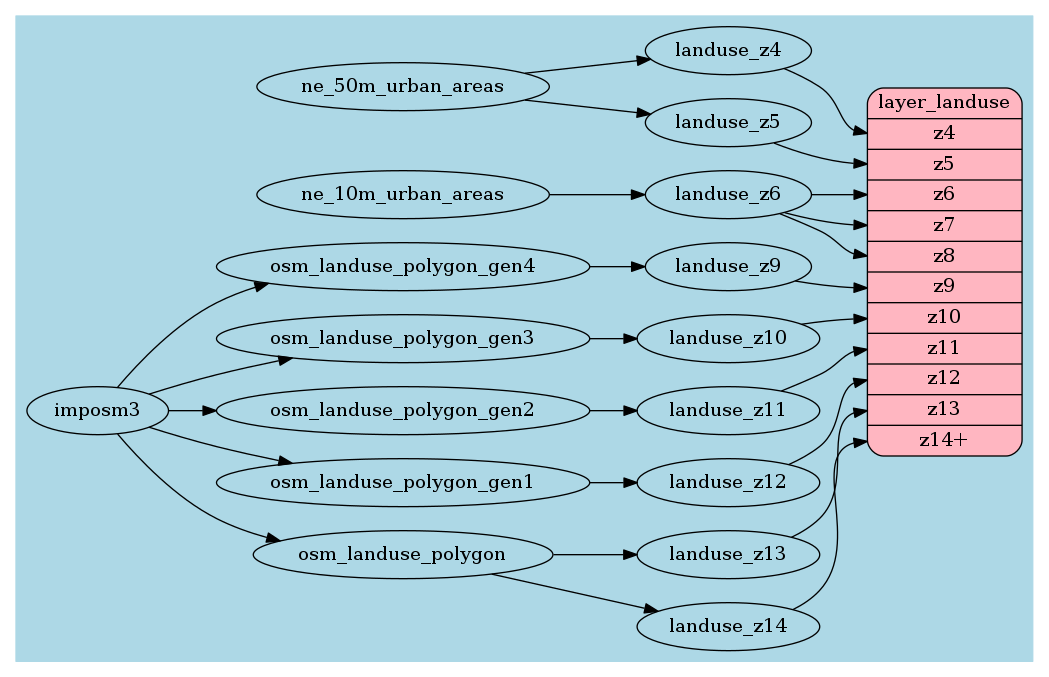 landuse_z4
ne_50m_urban_areas
layer_landuse
landuse_z5
z4
z5
ne_10m_urban_areas
landuse_z6
z6
z7
z8
osm_landuse_polygon_gen4
landuse_z9
z9
z10
osm_landuse_polygon_gen3
landuse_z10
z11
z12
imposm3
osm_landuse_polygon_gen2
landuse_z11
z13
z14+
osm_landuse_polygon_gen1
landuse_z12
osm_landuse_polygon
landuse_z13
landuse_z14